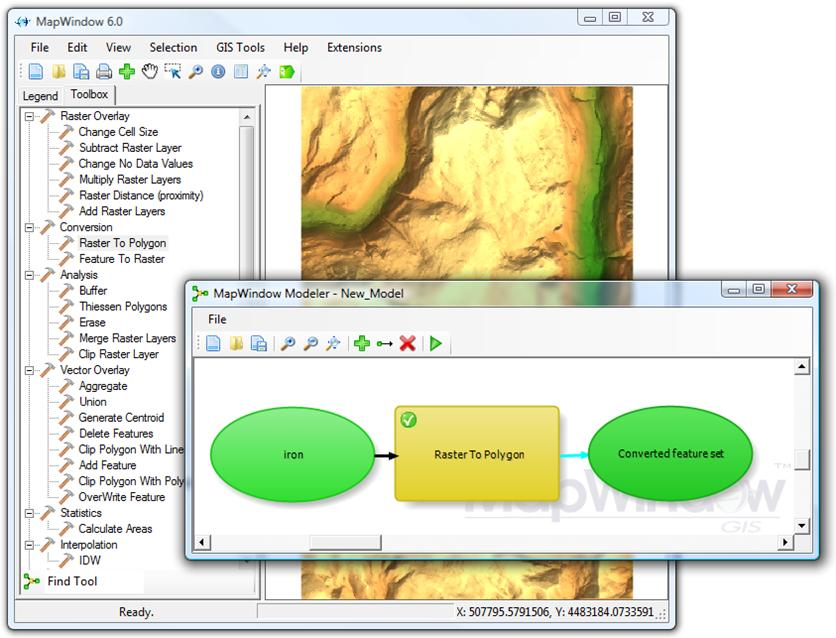 MapWindow 6.0
File Edit View Selection GIS Tools Help Extensions
Legend Toolbox
Raster Overlay
Change Cell Size
Subtract Raster Layer
Change No Data Values
Multiply Raster Layers
Raster Distance (proximity)
Add Raster Layers
Conversion
Raster To Polygon
Feature To Raster
Analysis
Buffer
Thiessen Polygons
Erase
Merge Raster Layers
Clip Raster Layer
Vector Overlay
Aggregate
Union
Generate Centroid
Delete Features
Clip Polygon With Line
Add Feature
Clip Polygon With Poly
OverWrite Feature
Statistics
Calculate Areas
Interpolation
IDW
Find Tool
MapWindow Modeler - New_Model
File
iron
Raster To Polygon
Converted feature set
MapWindow™
GIS
Ready.
X: 507795.5791506, Y: 4483184.0733591